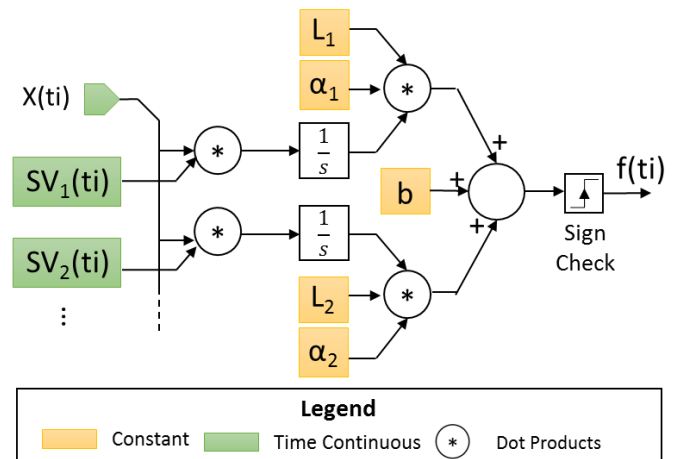 L₁
α₁
X(ti)
*
*
1
s
SV₁(ti)
+
+
b
f(ti)
*
1
s
+
SV₂(ti)
Sign
Check
L₂
*
⋮
α₂
Legend
Constant
Time Continuous
*
Dot Products